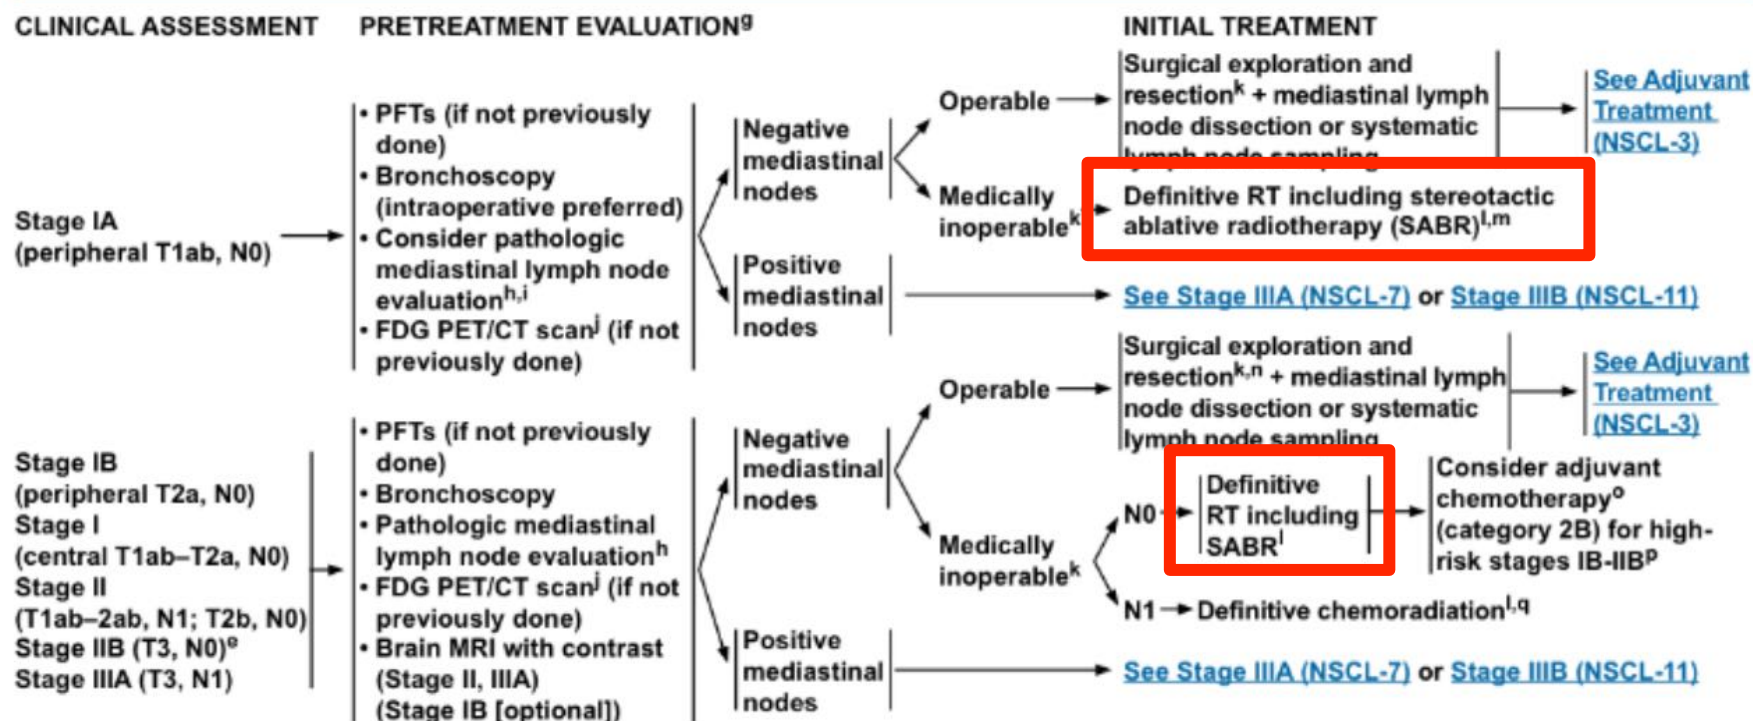 CLINICAL ASSESSMENT
PRETREATMENT EVALUATIONg
INITIAL TREATMENT
Stage IA
(peripheral T1ab, N0)
• PFTs (if not previously
done)
• Bronchoscopy
(intraoperative preferred)
• Consider pathologic
mediastinal lymph node
evaluationh,i
• FDG PET/CT scanj (if not
previously done)
Negative
mediastinal
nodes
Operable
Surgical exploration and
resectionk + mediastinal lymph
node dissection or systematic
lymph node sampling
See Adjuvant
Treatment
(NSCL-3)
Medically
inoperablek
Definitive RT including stereotactic
ablative radiotherapy (SABR)l,m
Positive
mediastinal
nodes
See Stage IIIA (NSCL-7) or Stage IIIB (NSCL-11)
Stage IB
(peripheral T2a, N0)
Stage I
(central T1ab–T2a, N0)
Stage II
(T1ab–2ab, N1; T2b, N0)
Stage IIB (T3, N0)e
Stage IIIA (T3, N1)
• PFTs (if not previously
done)
• Bronchoscopy
• Pathologic mediastinal
lymph node evaluationh
• FDG PET/CT scanj (if not
previously done)
• Brain MRI with contrast
(Stage II, IIIA)
(Stage IB [optional])
Negative
mediastinal
nodes
Operable
Surgical exploration and
resectionk,n + mediastinal lymph
node dissection or systematic
lymph node sampling
See Adjuvant
Treatment
(NSCL-3)
Medically
inoperablek
N0
Definitive
RT including
SABRl
Consider adjuvant
chemotherapyo
(category 2B) for high-
risk stages IB-IIBp
N1
Definitive chemoradiationl,q
Positive
mediastinal
nodes
See Stage IIIA (NSCL-7) or Stage IIIB (NSCL-11)